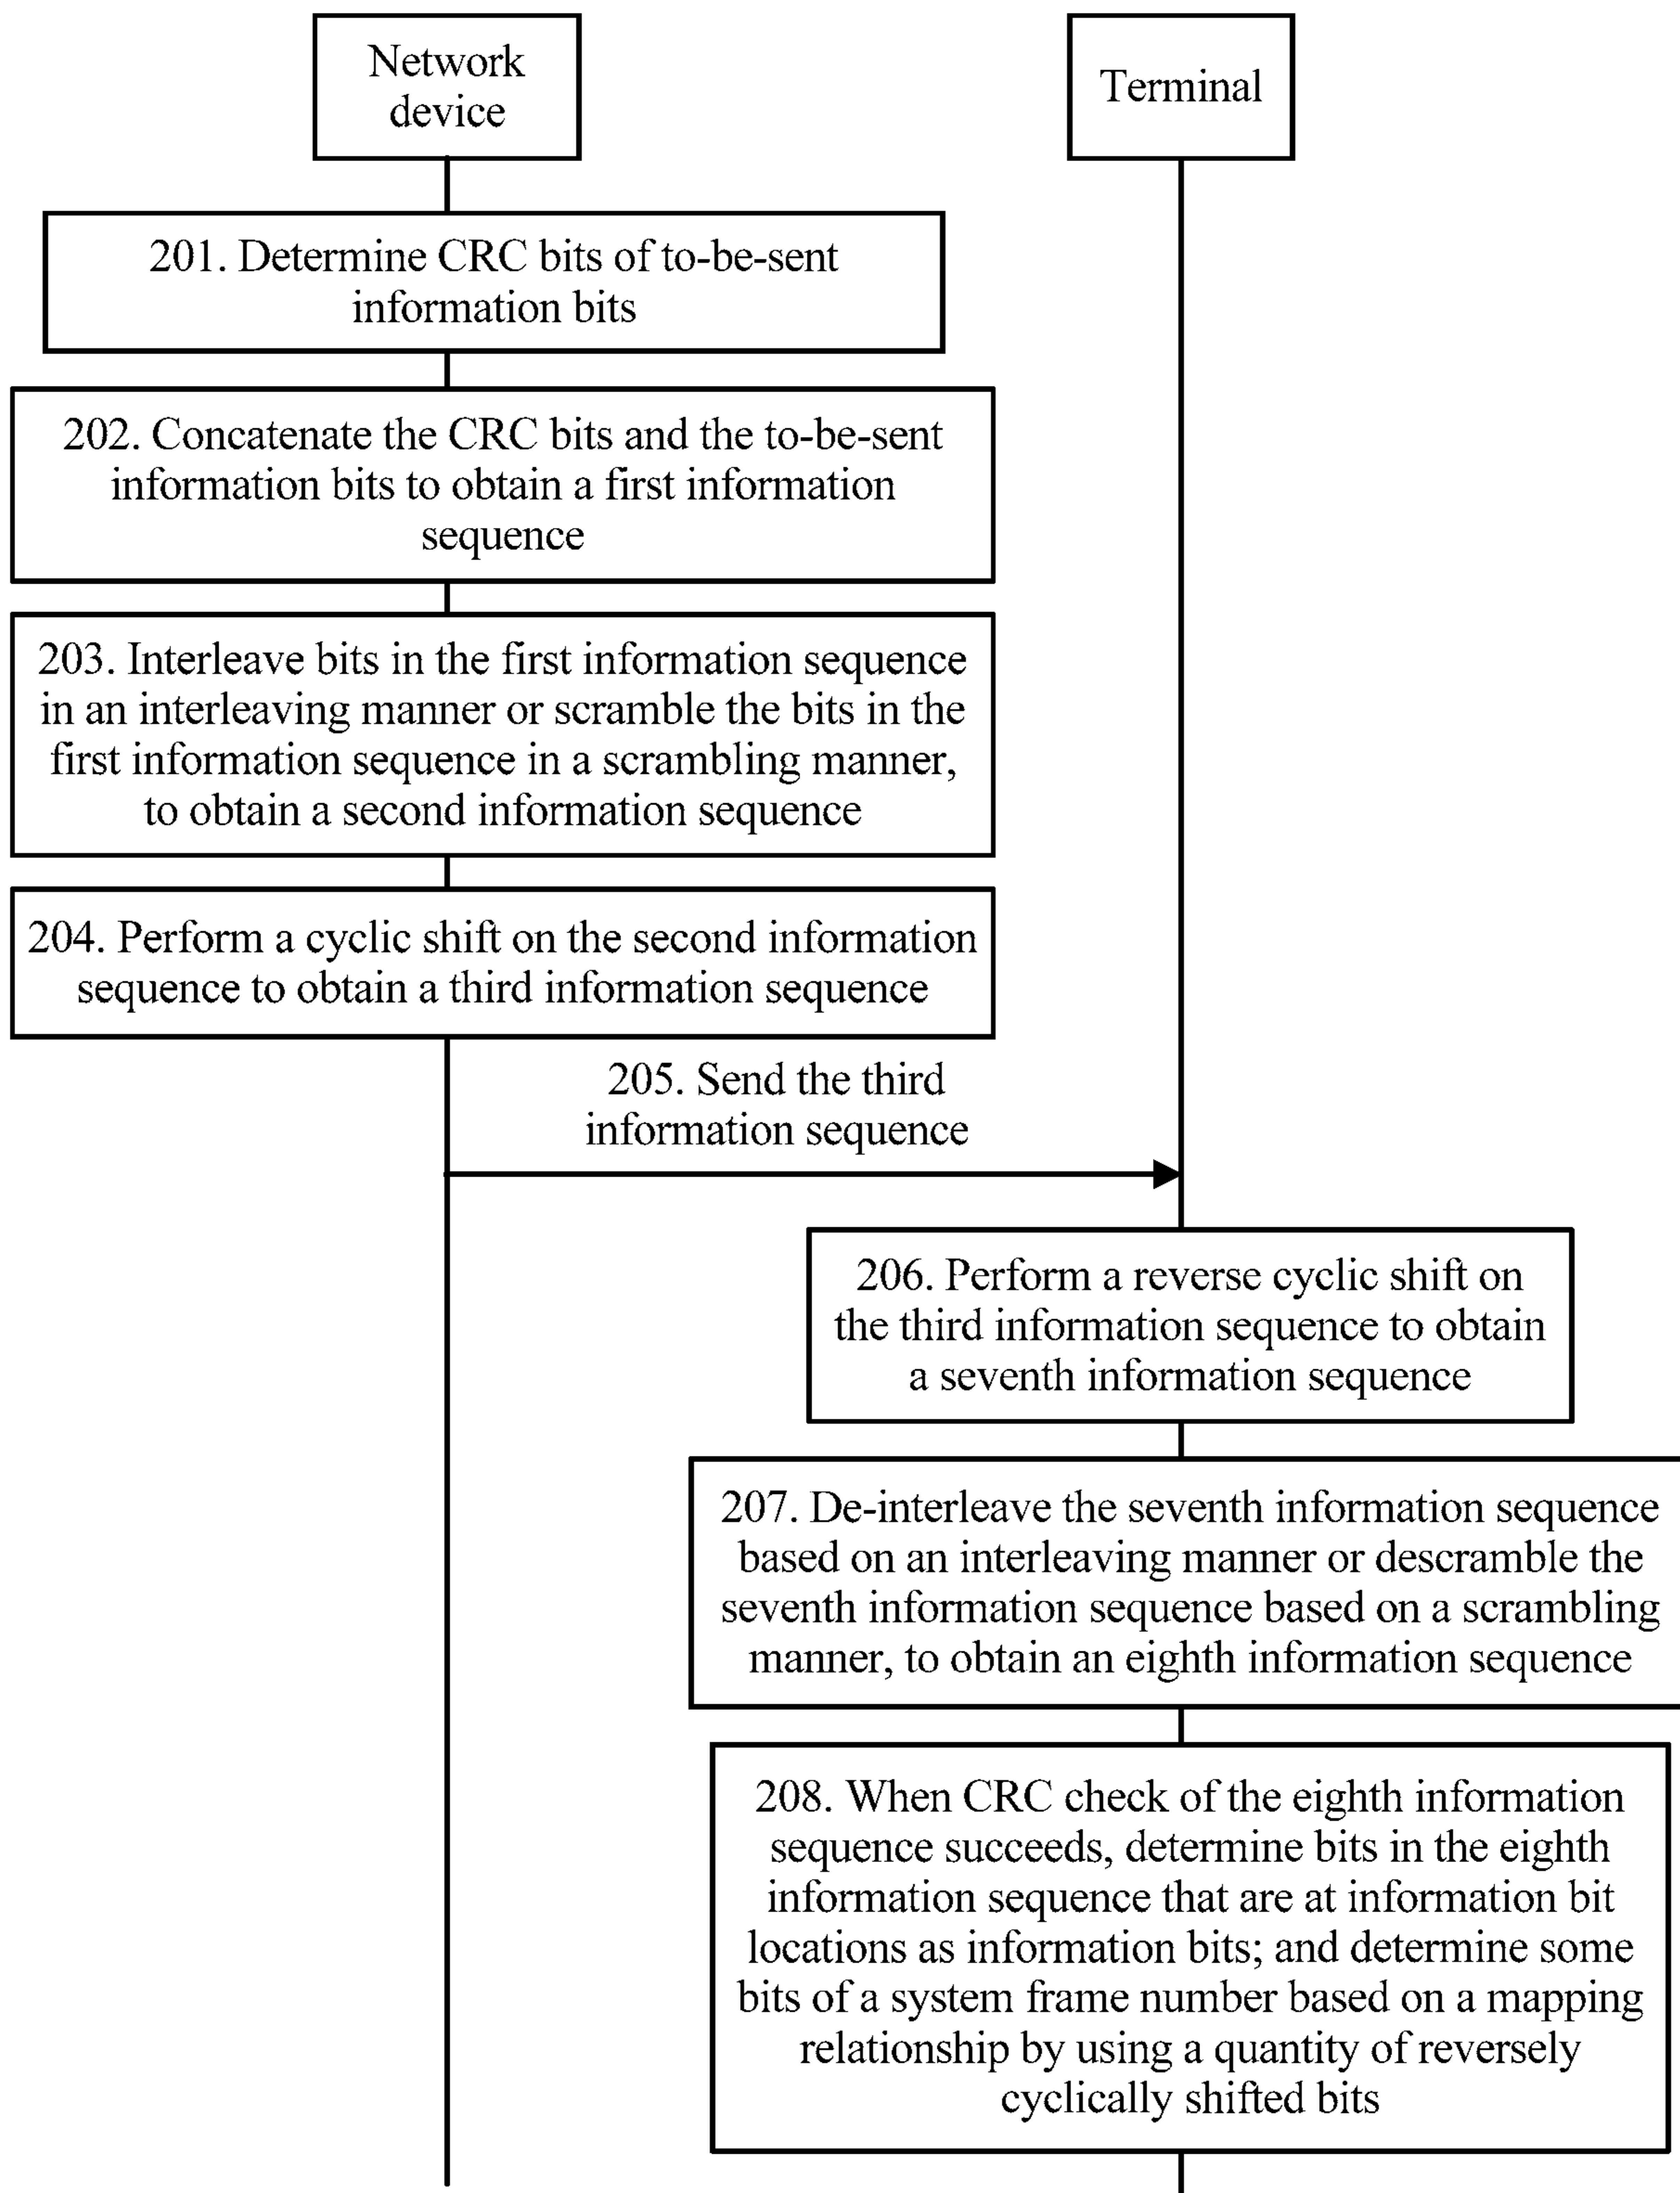 Network
device
Terminal
201. Determine CRC bits of to-be-sent
information bits
202. Concatenate the CRC bits and the to-be-sent
information bits to obtain a first information
sequence
203. Interleave bits in the first information sequence
in an interleaving manner or scramble the bits in the
first information sequence in a scrambling manner,
to obtain a second information sequence
204. Perform a cyclic shift on the second information
sequence to obtain a third information sequence
205. Send the third
information sequence
206. Perform a reverse cyclic shift on
the third information sequence to obtain
a seventh information sequence
207. De-interleave the seventh information sequence
based on an interleaving manner or descramble the
seventh information sequence based on a scrambling
manner, to obtain an eighth information sequence
208. When CRC check of the eighth information
sequence succeeds, determine bits in the eighth
information sequence that are at information bit
locations as information bits; and determine some
bits of a system frame number based on a mapping
relationship by using a quantity of reversely
cyclically shifted bits